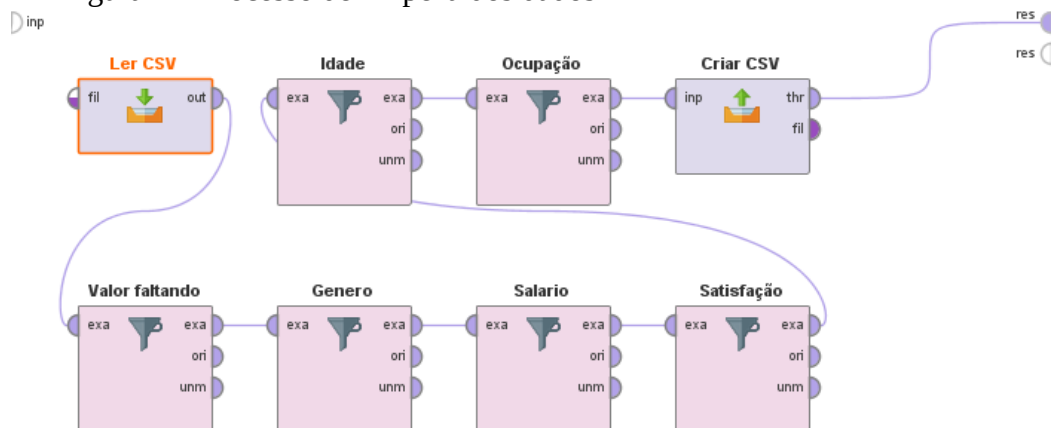 inp
res
res
Ler CSV
Idade
Ocupação
Criar CSV
fil
out
exa
exa
exa
exa
inp
thr
ori
ori
fil
unm
unm
Valor faltando
Genero
Salario
Satisfação
exa
exa
exa
exa
exa
exa
exa
exa
ori
ori
ori
ori
unm
unm
unm
unm